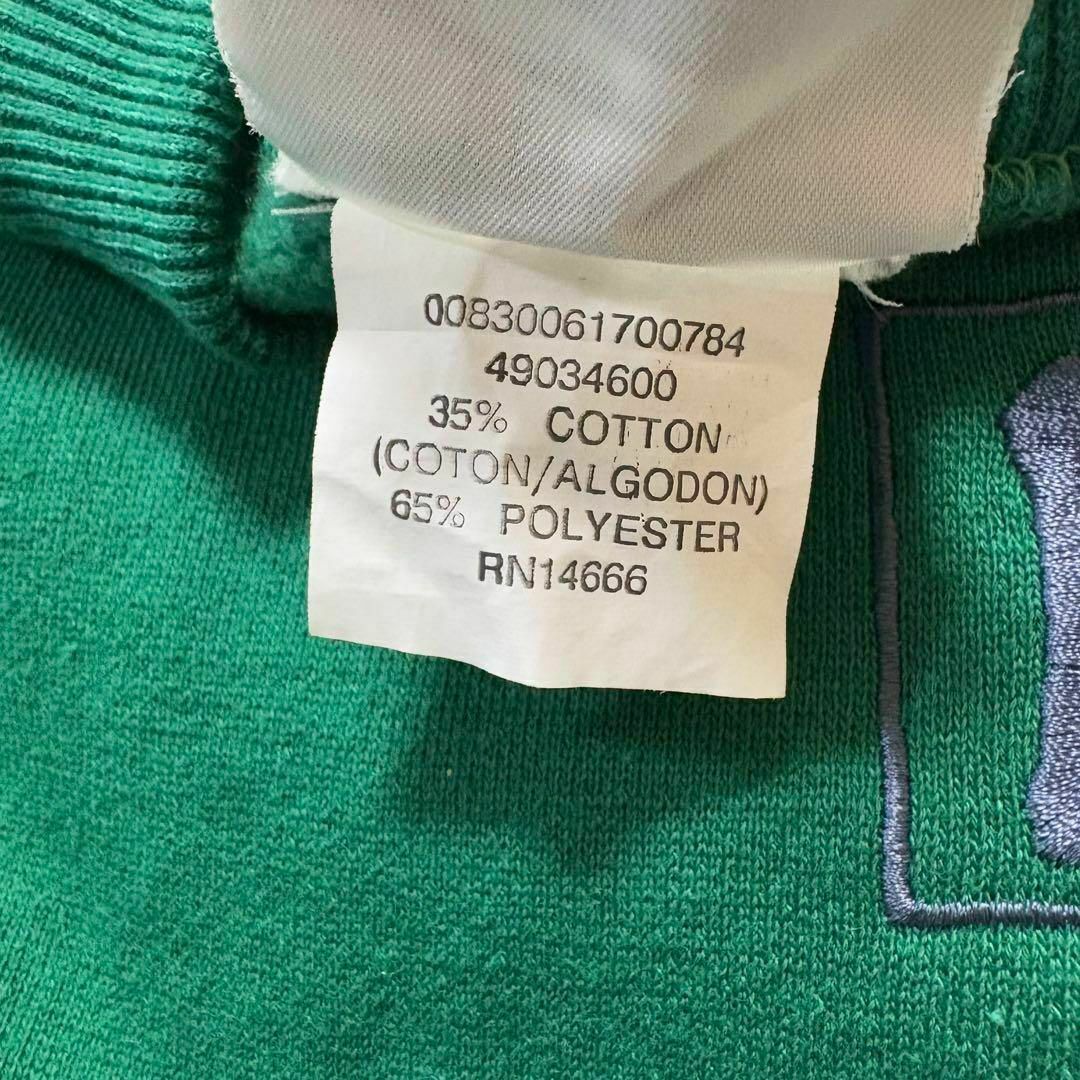 00830061700784
49034600
35% COTTON
(COTON/ALGODON)
65% POLYESTER
RN14666